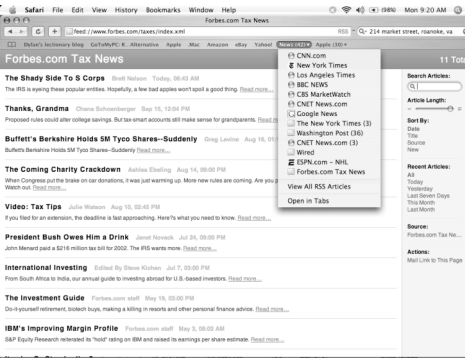 Safari File Edit View History Bookmarks Window Help (98%) Mon 9:20 AM
Forbes.com Tax News
feed://www.forbes.com/taxes/index.xml RSS Q- 214 market street, roanoke, va
Dylan's lectionary blog GoToMyPC: R...Alternative Apple Mac Amazon eBay Yahoo! News (42) Apple (30)
Forbes.com Tax News 11 Tota
CNN.com
New York Times
Los Angeles Times
BBC NEWS
CBS MarketWatch
CNET News.com
Google News
The New York Times (3)
Washington Post (36)
CNET News.com (3)
Wired
ESPN.com – NHL
Forbes.com Tax News
View All RSS Articles
Open in Tabs
The Shady Side To S Corps Brett Nelson Today, 06:43 AM
The IRS is eyeing these popular entities. Hopefully, a few bad apples won't spoil a good thing. Read more...
Thanks, Grandma Chana Schoenberger Sep 15, 12:04 PM
Proposed rules could alter college savings. But tax-smart accounts still make sense for grandparents. Read
Buffett's Berkshire Holds 5M Tyco Shares--Suddenly Greg Levine Aug 18,
Buffett's Berkshire Holds 5M Tyco Shares--Suddenly Read more...
The Coming Charity Crackdown Ashlea Ebeling Aug 14, 09:00 PM
When Congress put the brake on car donations, it was just warming up. More new rules are coming. Are you p
Watch out. Read more...
Video: Tax Tips Julie Watson Aug 10, 02:45 PM
If you filed for an extension, the deadline is fast approaching. Here?s what you need to know. Read more...
President Bush Owes Him a Drink Janet Novack Jul 24, 09:00 PM
John Menard paid a $216 million tax bill for 2002. The IRS wants more. Read more...
International Investing Edited By Steve Kichen Jul 7, 03:00 PM
From South Africa to India, our annual guide to investing abroad for U.S.-based investors. Read more...
The Investment Guide Forbes.com staff May 19, 03:00 PM
Do-it-yourself retirement, biotech buys, making a killing in resorts and other personal finance advice. Read more...
IBM's Improving Margin Profile Forbes.com staff May 3, 08:02 AM
S&P Equity Research reiterated its "hold" rating on IBM and raised its earnings per share estimate. Read more...
Search Articles:
Article Length:
Sort By:
Date
Title
Source
New
Recent Articles:
All
Today
Yesterday
Last Seven Days
This Month
Last Month
Source:
Forbes.com Tax Ne...
Actions:
Mail Link to This Page